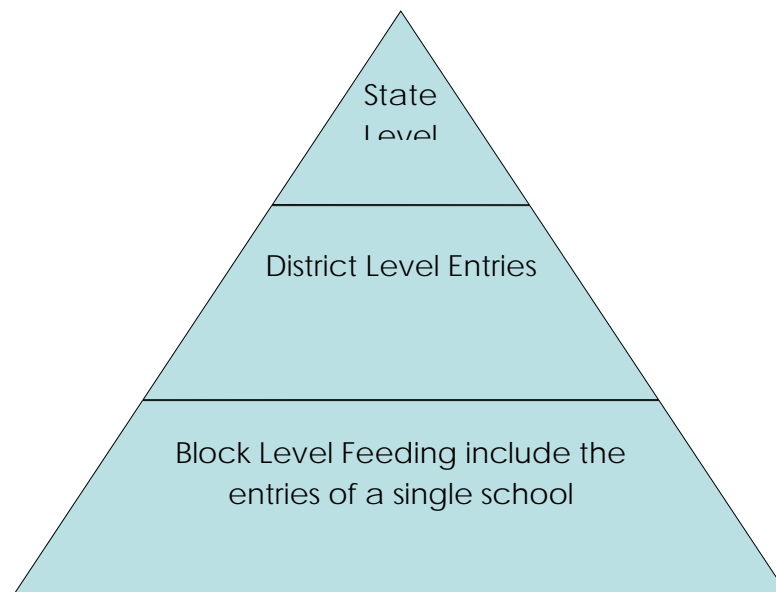 State
Level
District Level Entries
Block Level Feeding include the
entries of a single school